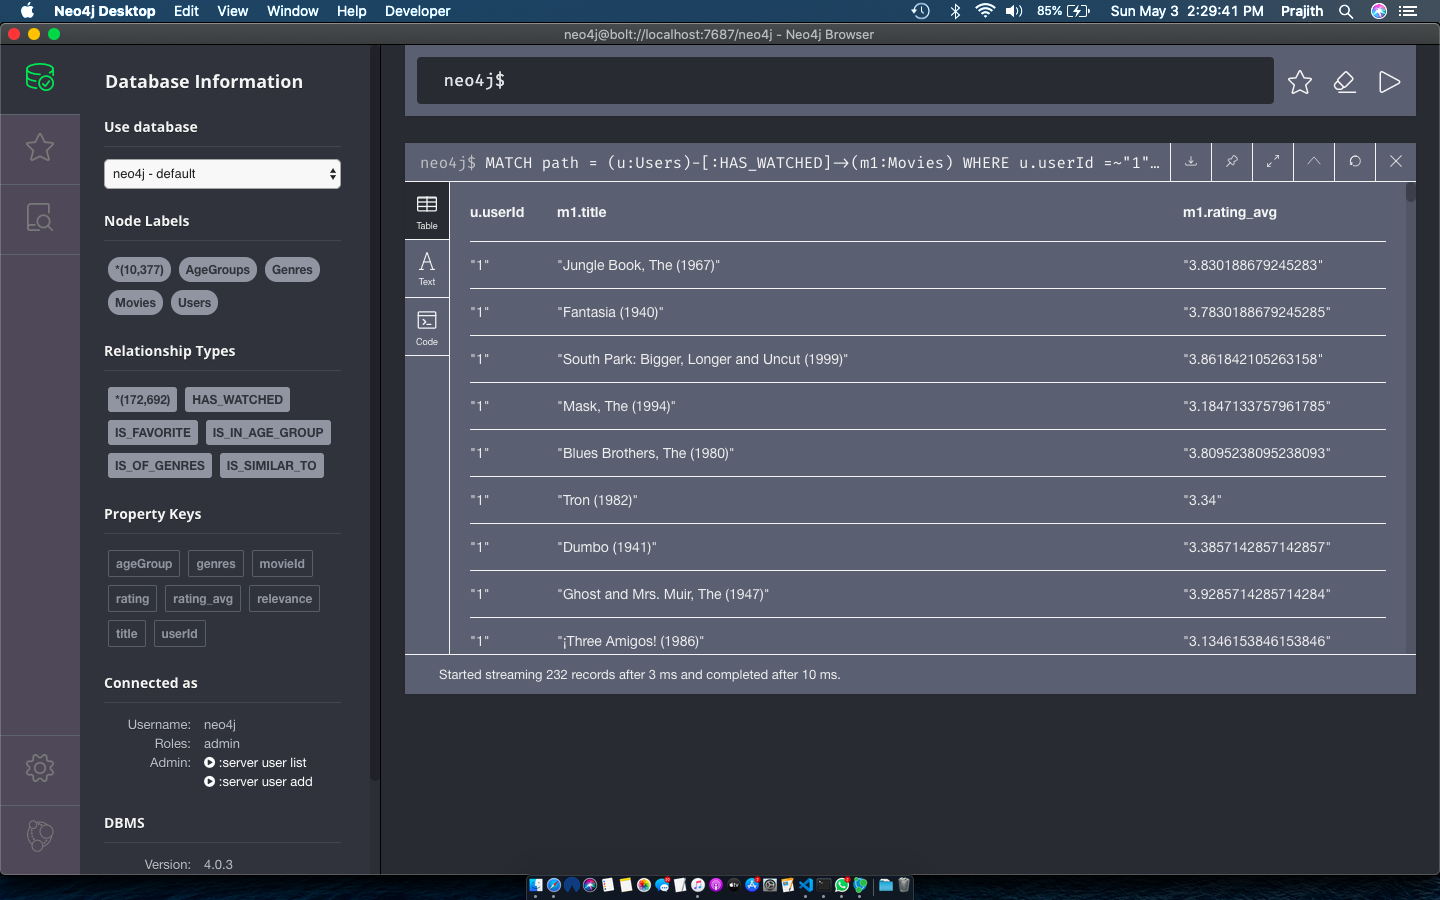 Neo4j Desktop Edit View Window Help Developer 85% Sun May 3 2:29:41 PM Prajith
neo4j@bolt://localhost:7687/neo4j - Neo4j Browser
Database Information
Use database
neo4j - default
Node Labels
*(10,377) AgeGroups Genres
Movies Users
Relationship Types
*(172,692) HAS_WATCHED
IS_FAVORITE IS_IN_AGE_GROUP
IS_OF_GENRES IS_SIMILAR_TO
Property Keys
ageGroup genres movieId
rating rating_avg relevance
title userId
Connected as
Username: neo4j
Roles: admin
Admin: :server user list
:server user add
DBMS
Version: 4.0.3
neo4j$
neo4j$ MATCH path = (u:Users)-[:HAS_WATCHED]->(m1:Movies) WHERE u.userId =~"1"…
Table
Text
Code
u.userId m1.title m1.rating_avg
"1" "Jungle Book, The (1967)" "3.830188679245283"
"1" "Fantasia (1940)" "3.7830188679245285"
"1" "South Park: Bigger, Longer and Uncut (1999)" "3.861842105263158"
"1" "Mask, The (1994)" "3.1847133757961785"
"1" "Blues Brothers, The (1980)" "3.8095238095238093"
"1" "Tron (1982)" "3.34"
"1" "Dumbo (1941)" "3.3857142857142857"
"1" "Ghost and Mrs. Muir, The (1947)" "3.9285714285714284"
"1" "¡Three Amigos! (1986)" "3.1346153846153846"
Started streaming 232 records after 3 ms and completed after 10 ms.